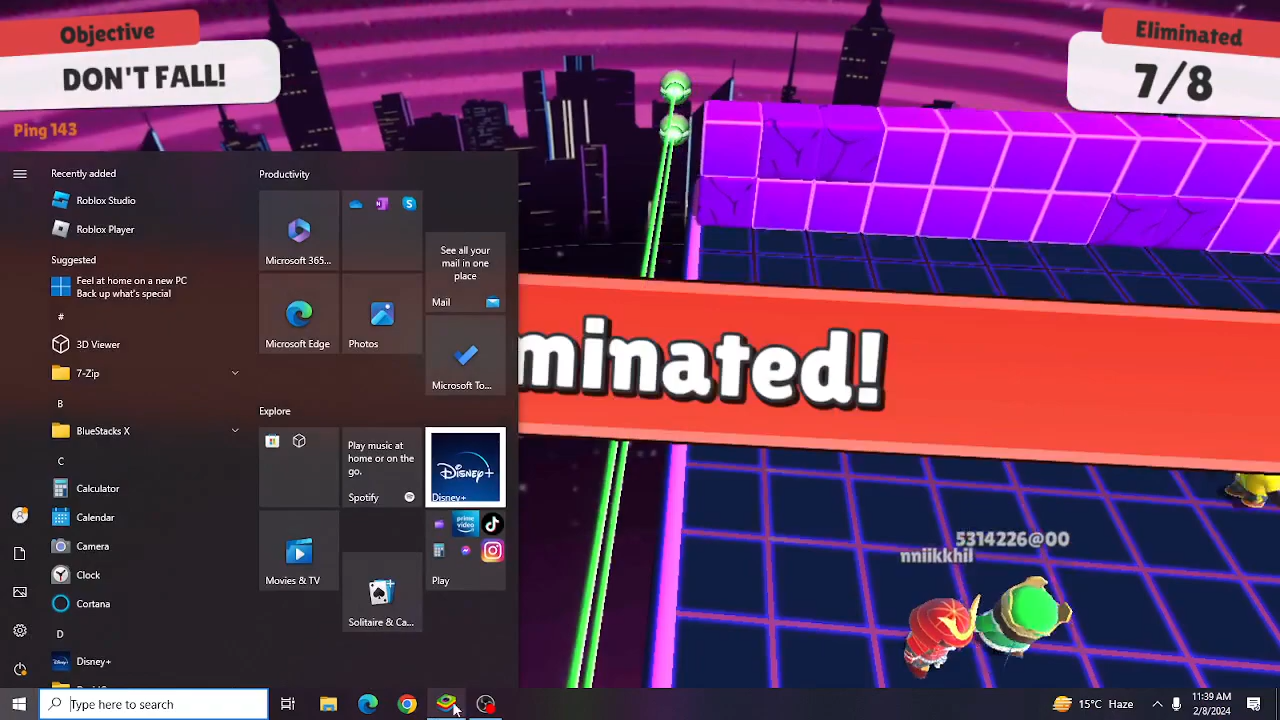 Objective
DON'T FALL!
Ping 143
Eliminated
7/8
Recently added
Roblox Studio
Roblox Player
Suggested
Feel at home on a new PC
Back up what's special
#
3D Viewer
7-Zip
B
BlueStacks X
C
Calculator
Calendar
Camera
Clock
Cortana
D
Disney+
Productivity
Microsoft 365...
See all your
mail in one
place
Mail
Microsoft Edge
Photos
Microsoft To...
Explore
Play music at
home or on the
go.
Spotify
Disney+
Disney+
Movies & TV
prime
video
Solitaire & Ca...
Play
minated!
5314226@00
nniikkhil
Type here to search
15°C Haze
11:39 AM
2/8/2024